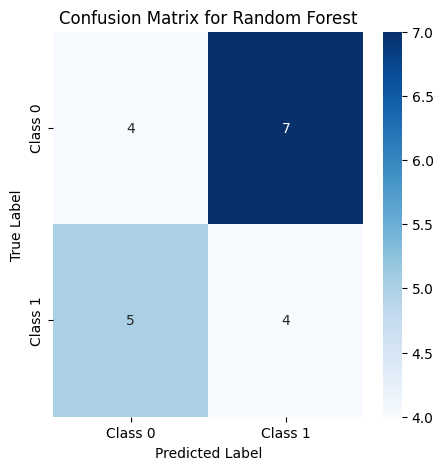 Confusion Matrix for Random Forest
True Label
Class 0
Class 1
4 7
5 4
Class 0 Class 1
Predicted Label
7.0
6.5
6.0
5.5
5.0
4.5
4.0